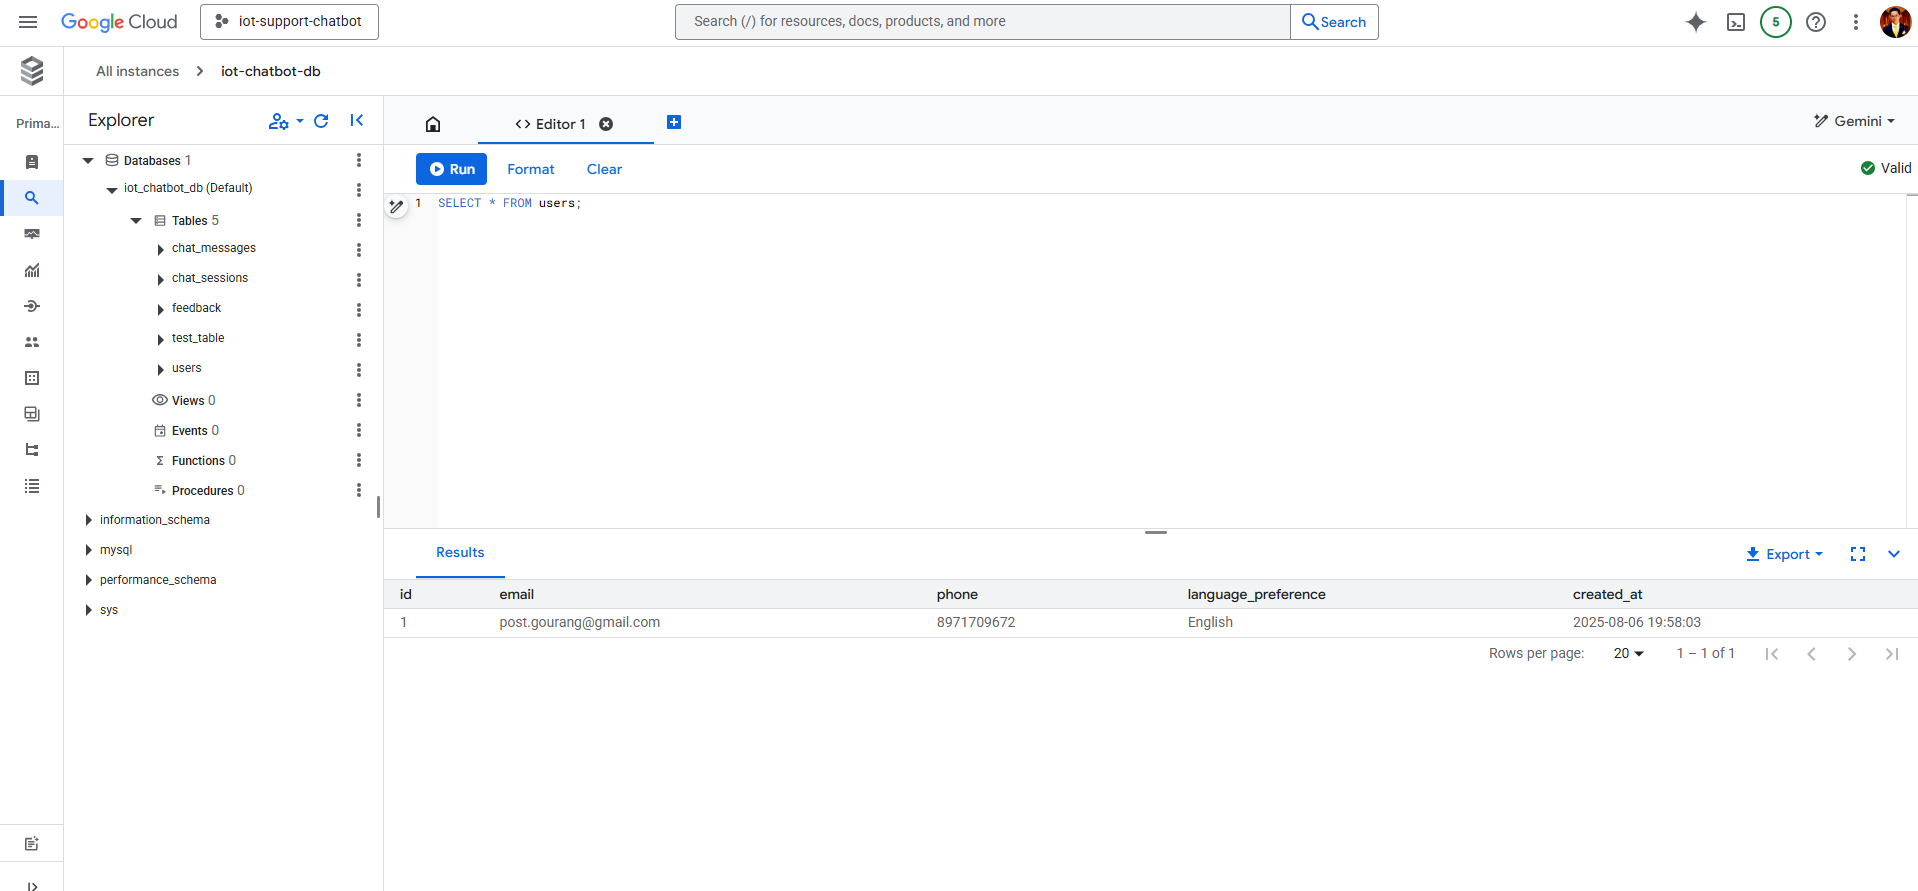 Google Cloud
iot-support-chatbot
Search (/) for resources, docs, products, and more
Search
5
All instances
iot-chatbot-db
Prima...
Explorer
Databases 1
iot_chatbot_db (Default)
Tables 5
chat_messages
chat_sessions
feedback
test_table
users
Views 0
Events 0
Functions 0
Procedures 0
information_schema
mysql
performance_schema
sys
Editor 1
Gemini
Run
Format
Clear
Valid
1
SELECT * FROM users;
Results
Export
id email phone language_preference created_at
1 post.gourang@gmail.com 8971709672 English 2025-08-06 19:58:03
Rows per page: 20 1 – 1 of 1